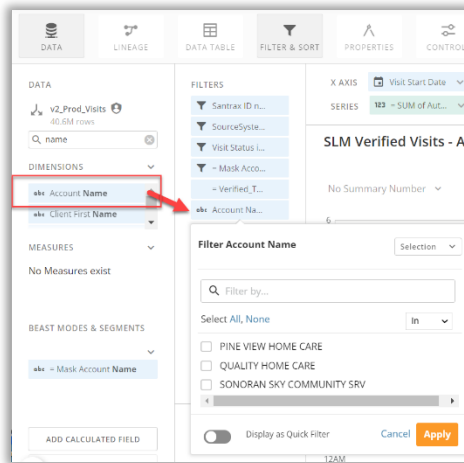 DATA
LINEAGE
DATA TABLE
FILTER & SORT
PROPERTIES
CONTROL
DATA
v2_Prod_Visits
40.6M rows
name
DIMENSIONS
abc Account Name
abc Client First Name
MEASURES
No Measures exist
BEAST MODES & SEGMENTS
abc = Mask Account Name
ADD CALCULATED FIELD
FILTERS
Santrax ID n...
SourceSyste...
Visit Status i...
= Mask Acco...
= Verified_T...
abc Account Na...
X AXIS Visit Start Date
SERIES 123 = SUM of Aut...
SLM Verified Visits - A
No Summary Number
6
Filter Account Name
Selection
Filter by...
Select All, None
In
PINE VIEW HOME CARE
QUALITY HOME CARE
SONORAN SKY COMMUNITY SRV
Display as Quick Filter
Cancel
Apply
12AM